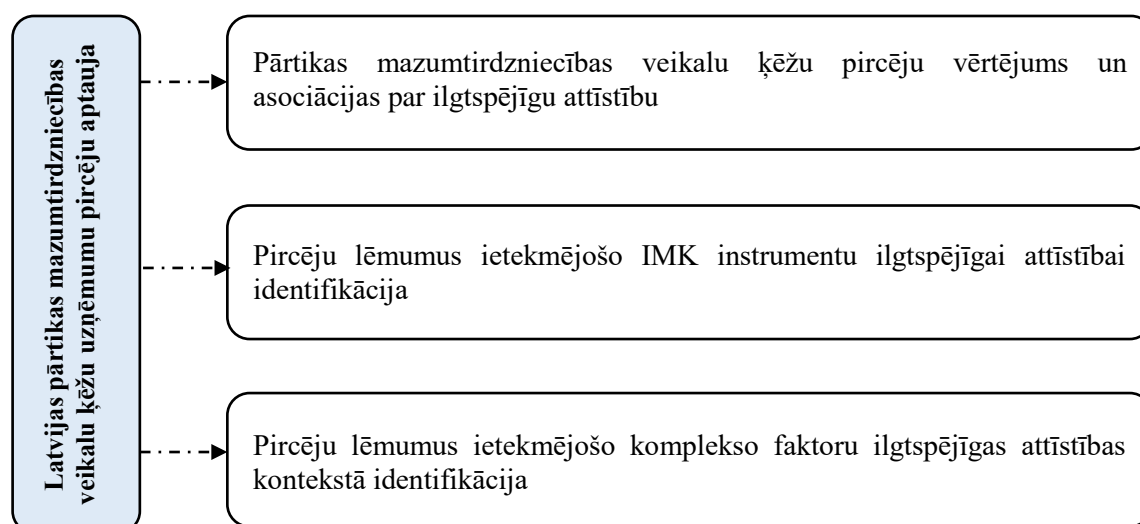 Latvijas pārtikas mazumtirdzniecības
veikalu ķēžu uzņēmumu pircēju aptauja
Pārtikas mazumtirdzniecības veikalu ķēžu pircēju vērtējums un
asociācijas par ilgtspējīgu attīstību
Pircēju lēmumus ietekmējošo IMK instrumentu ilgtspējīgai attīstībai
identifikācija
Pircēju lēmumus ietekmējošo komplekso faktoru ilgtspējīgas attīstības
kontekstā identifikācija